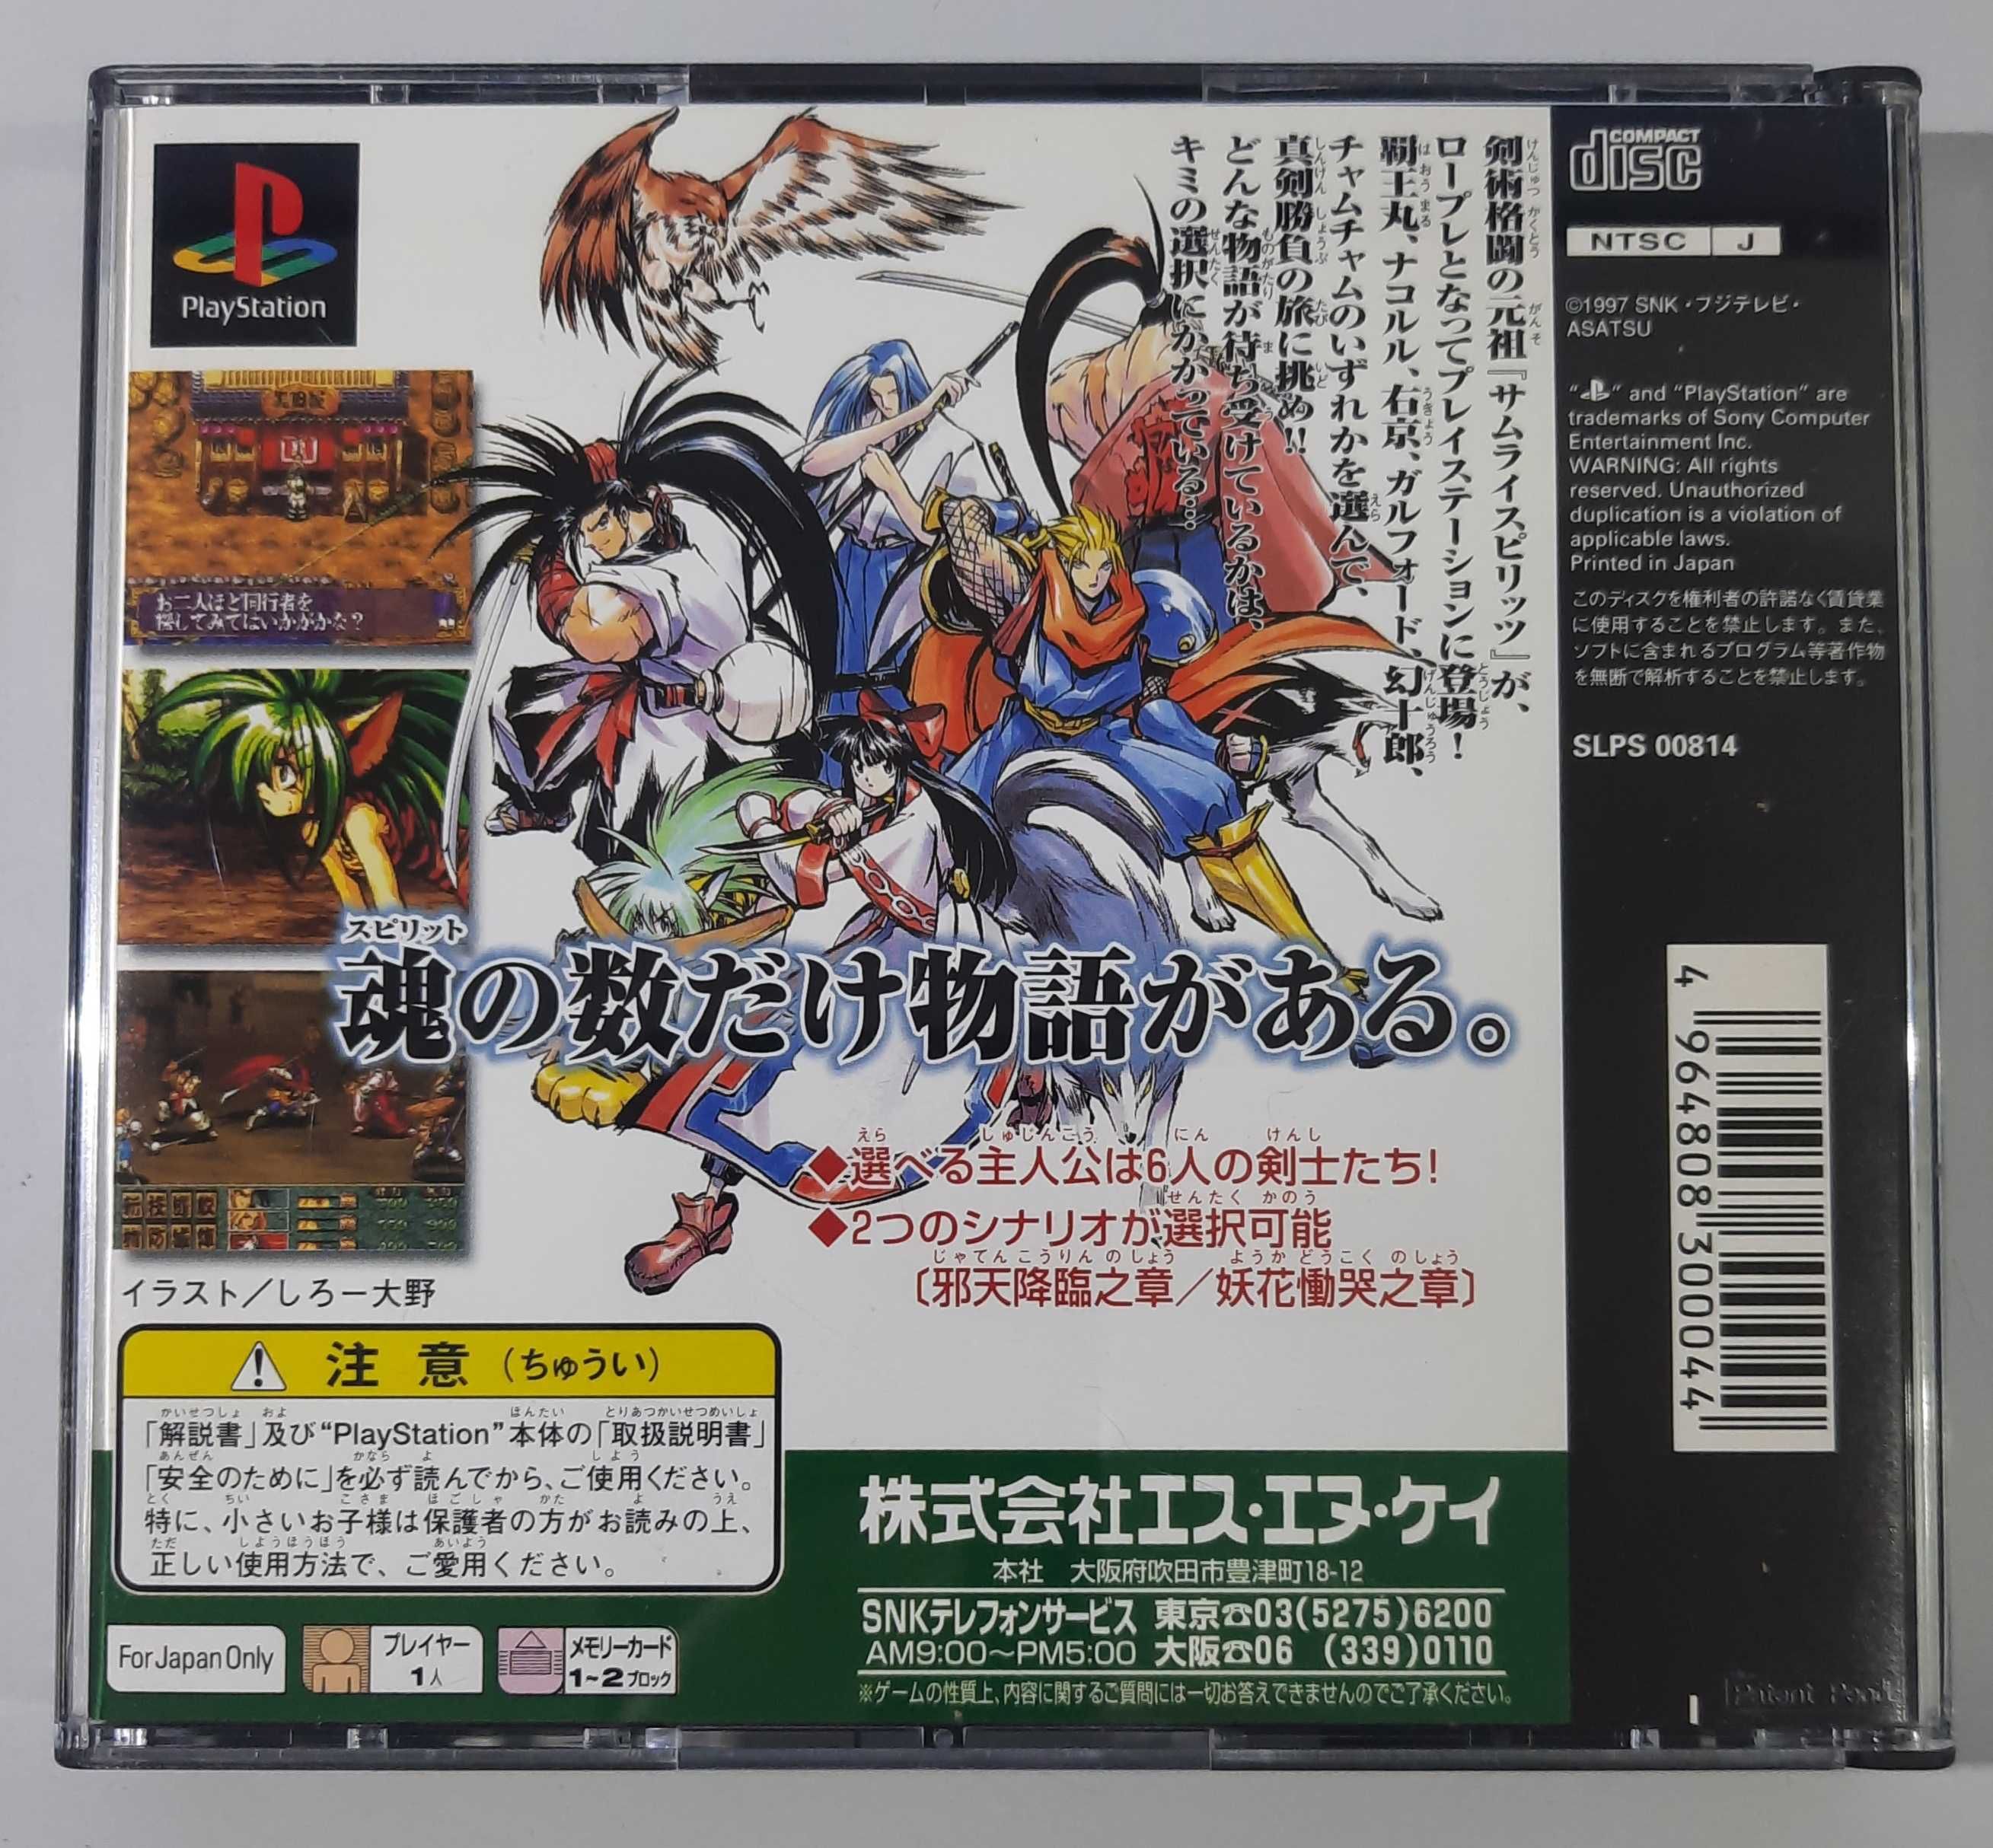 PlayStation
剣術格闘の元祖『サムライスピリッツ』が、
ロープレとなってプレイステーションに登場!
覇王丸、ナコルル、右京、ガルフォード、幻十郎、
チャムチャムのいずれかを選んで、
真剣勝負の旅に挑め!!
どんな物語が待ち受けているかは、
キミの選択にかかっている…
お二人ほど同行者を
探してみてはいかがかな?
スピリット
魂の数だけ物語がある。
◆選べる主人公は6人の剣士たち!
◆2つのシナリオが選択可能
〔邪天降臨之章/妖花慟哭之章〕
イラスト/しろー大野
注意(ちゅうい)
「解説書」及び“PlayStation”本体の「取扱説明書」
「安全のために」を必ず読んでから、ご使用ください。
特に、小さいお子様は保護者の方がお読みの上、
正しい使用方法で、ご愛用ください。
For Japan Only
プレイヤー
1人
メモリーカード
1~2ブロック
株式会社エス・エヌ・ケイ
本社 大阪府吹田市豊津町18-12
SNKテレフォンサービス 東京☎03(5275)6200
AM9:00~PM5:00 大阪☎06 (339)0110
※ゲームの性質上、内容に関するご質問には一切お答えできませんのでご了承ください。
COMPACT
disc
NTSC J
©1997 SNK・フジテレビ・
ASATSU
“PS” and “PlayStation” are
trademarks of Sony Computer
Entertainment Inc.
WARNING: All rights
reserved. Unauthorized
duplication is a violation of
applicable laws.
Printed in Japan
このディスクを権利者の許諾なく賃貸業
に使用することを禁止します。また、
ソフトに含まれるプログラム等著作物
を無断で解析することを禁止します。
SLPS 00814
4 964808 300044